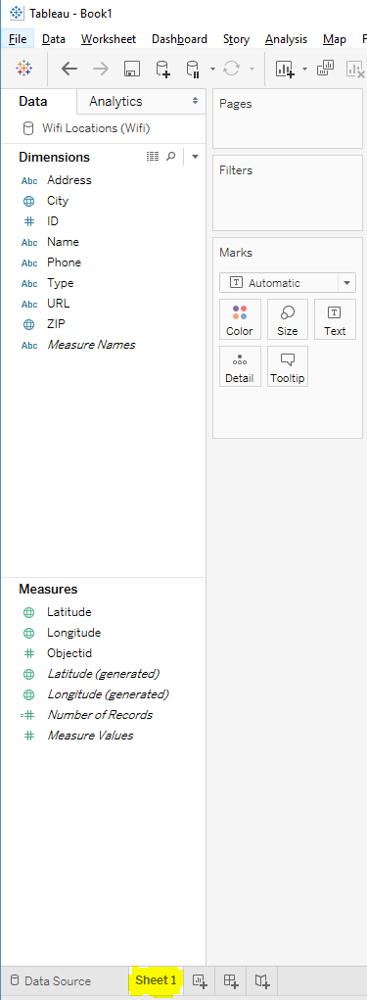 Tableau - Book1
File Data Worksheet Dashboard Story Analysis Map
Data Analytics
Wifi Locations (Wifi)
Dimensions
Abc Address
City
# ID
Abc Name
Abc Phone
Abc Type
Abc URL
ZIP
Abc Measure Names
Measures
Latitude
Longitude
# Objectid
Latitude (generated)
Longitude (generated)
=# Number of Records
# Measure Values
Pages
Filters
Marks
T Automatic
Color Size T Text
Detail Tooltip
Data Source Sheet 1